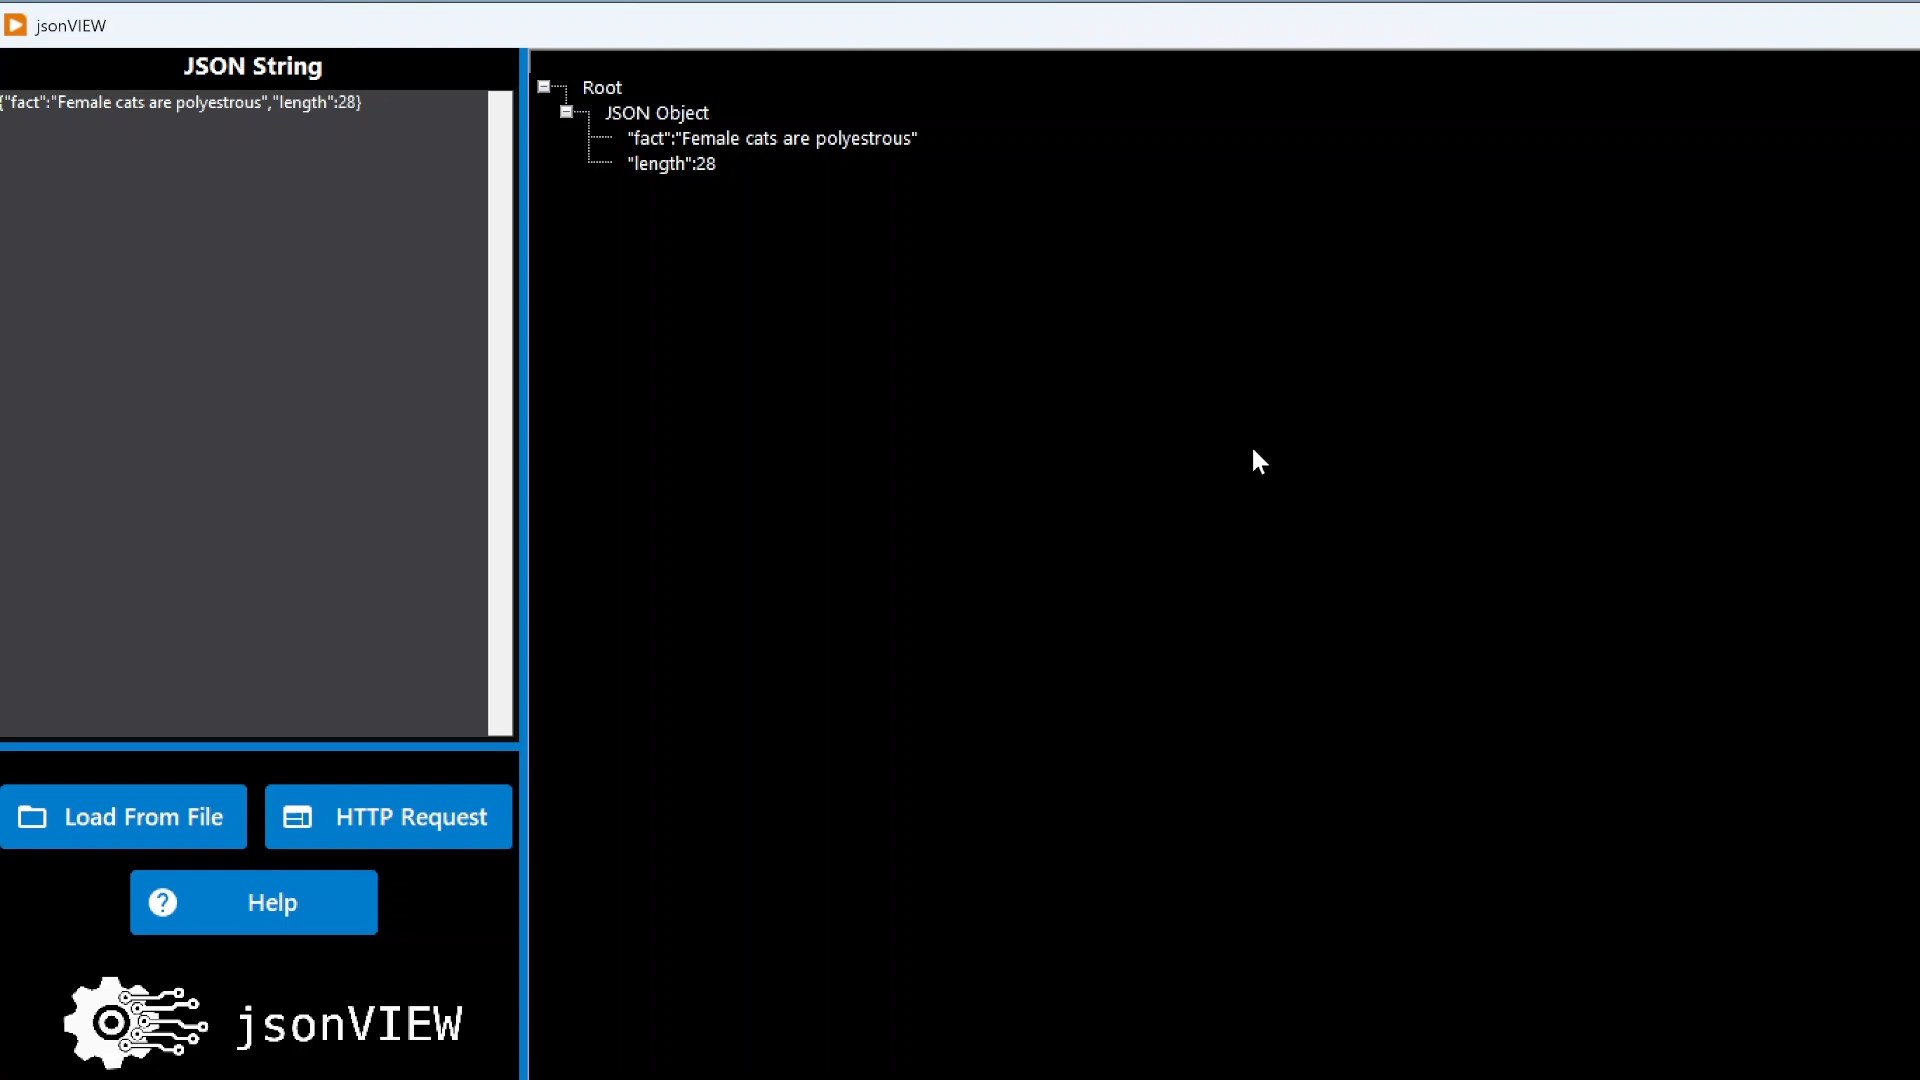 jsonVIEW
JSON String
{"fact":"Female cats are polyestrous","length":28}
Root
JSON Object
"fact":"Female cats are polyestrous"
"length":28
Load From File
HTTP Request
? Help
jsonVIEW